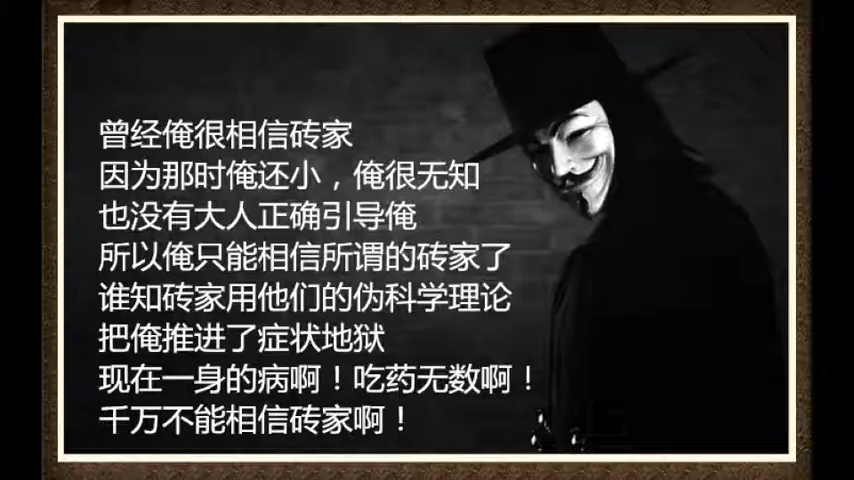 曾经俺很相信砖家
因为那时俺还小，俺很无知
也没有大人正确引导俺
所以俺只能相信所谓的砖家了
谁知砖家用他们的伪科学理论
把俺推进了症状地狱
现在一身的病啊！吃药无数啊！
千万不能相信砖家啊！